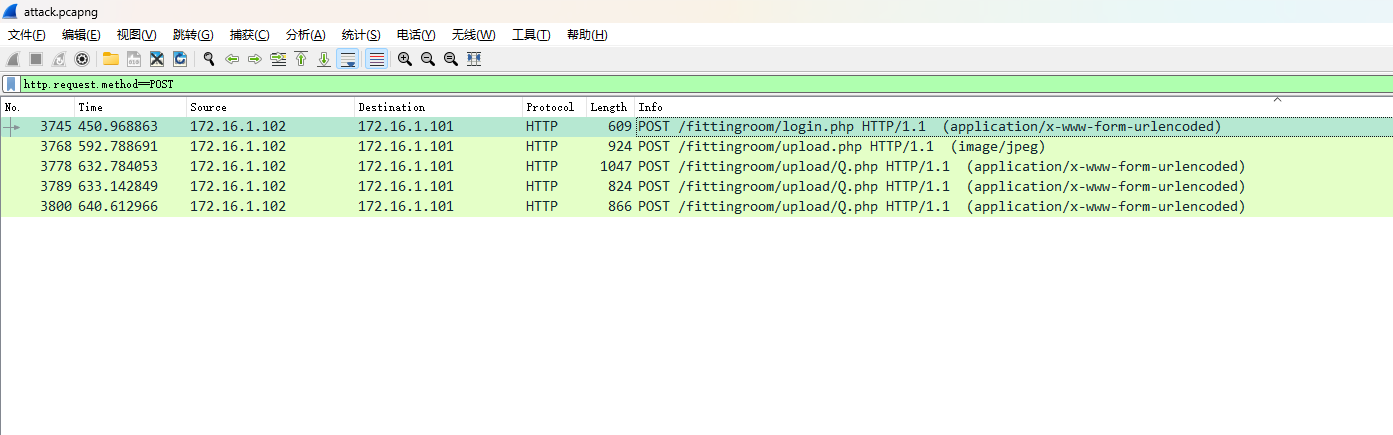 attack.pcapng
文件(F) 编辑(E) 视图(V) 跳转(G) 捕获(C) 分析(A) 统计(S) 电话(Y) 无线(W) 工具(T) 帮助(H)
http.request.method==POST
No. Time Source Destination Protocol Length Info
3745 450.968863 172.16.1.102 172.16.1.101 HTTP 609 POST /fittingroom/login.php HTTP/1.1 (application/x-www-form-urlencoded)
3768 592.788691 172.16.1.102 172.16.1.101 HTTP 924 POST /fittingroom/upload.php HTTP/1.1 (image/jpeg)
3778 632.784053 172.16.1.102 172.16.1.101 HTTP 1047 POST /fittingroom/upload/Q.php HTTP/1.1 (application/x-www-form-urlencoded)
3789 633.142849 172.16.1.102 172.16.1.101 HTTP 824 POST /fittingroom/upload/Q.php HTTP/1.1 (application/x-www-form-urlencoded)
3800 640.612966 172.16.1.102 172.16.1.101 HTTP 866 POST /fittingroom/upload/Q.php HTTP/1.1 (application/x-www-form-urlencoded)